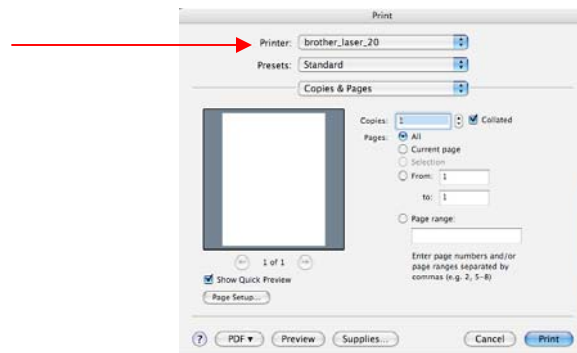 Print
Printer: brother_laser_20
Presets: Standard
Copies & Pages
Copies: 1 Collated
Pages: All
Current page
Selection
From: 1
to: 1
Page range:
Enter page numbers and/or
page ranges separated by
commas (e.g. 2, 5–8)
1 of 1
Show Quick Preview
Page Setup...
? PDF ▾ Preview Supplies... Cancel Print